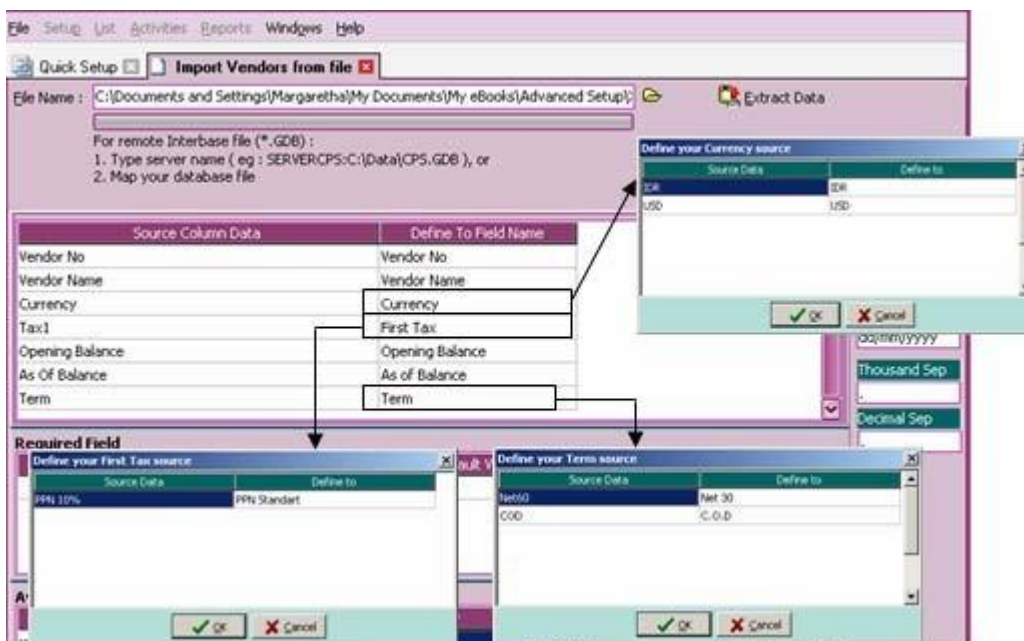 File Setup List Activities Reports Windows Help
Quick Setup Import Vendors from file
File Name : C:\Documents and Settings\Margaretha\My Documents\My eBooks\Advanced Setup\ Extract Data
For remote Interbase file (*.GDB) :
1. Type server name ( eg : SERVERCPS:C:\Data\CPS.GDB ), or
2. Map your database file
Define your Currency source
Source Data Define to
IDR IDR
USD USD
OK Cancel
Source Column Data Define To Field Name
Vendor No Vendor No
Vendor Name Vendor Name
Currency Currency
Tax1 First Tax
Opening Balance Opening Balance
As Of Balance As of Balance
Term Term
dd/mm/yyyy
Thousand Sep
.
Decimal Sep
Required Field
Define your First Tax source
Source Data Define to
PPN 10% PPN Standart
OK Cancel
Define your Term source
Source Data Define to
Net60 Net 30
COD C.O.D
OK Cancel